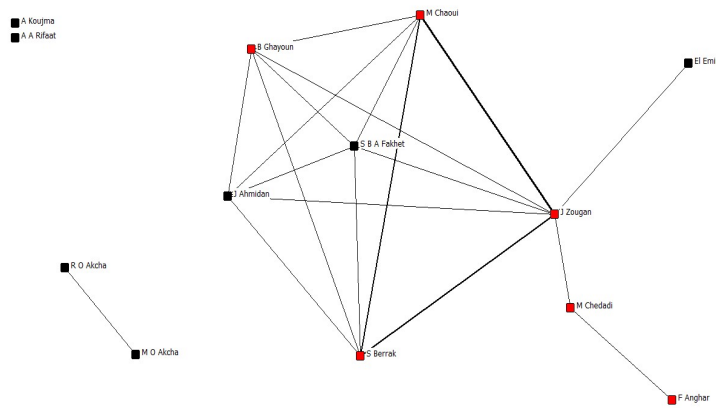 M Chaoui
A Koujma
A A Rifaat
B Ghayoun
El Emi
S B A Fakhet
J Ahmidan
J Zougan
R O Akcha
M Chedadi
M O Akcha
S Berrak
F Anghar